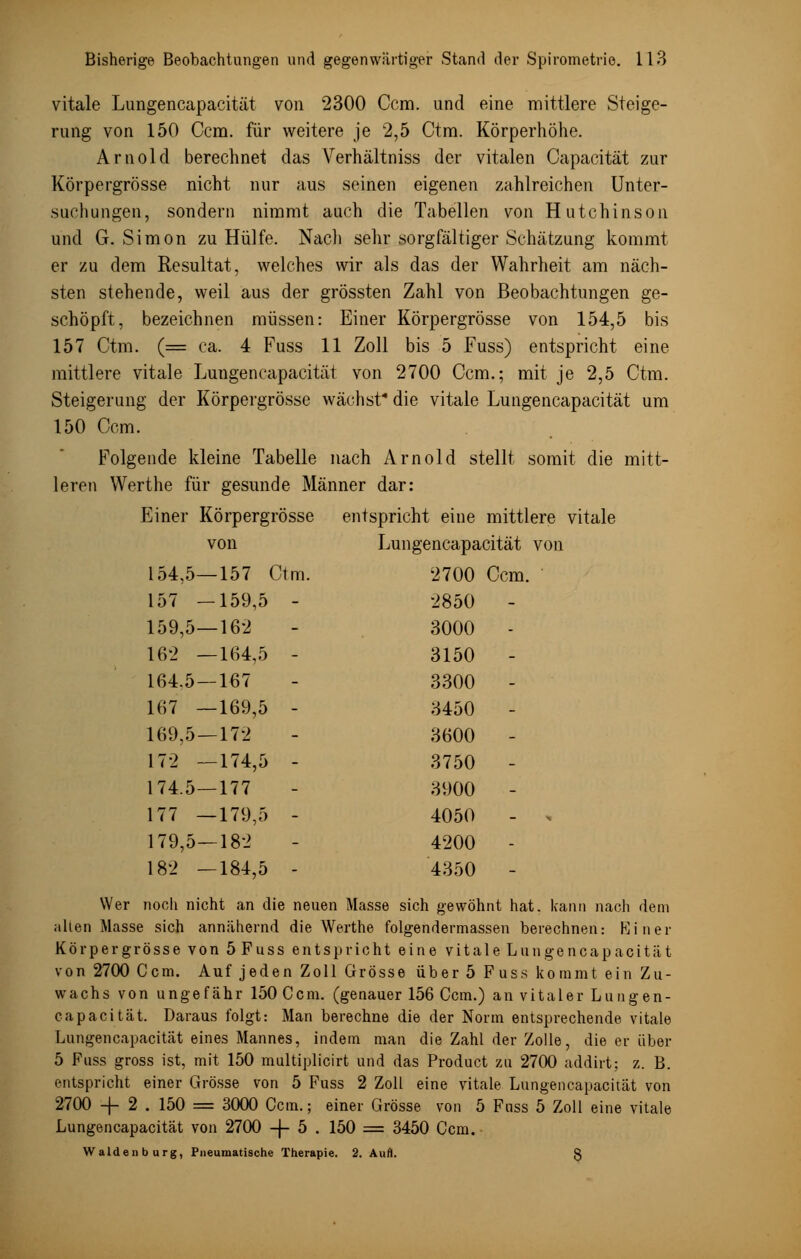 Bisherige Beobachtungen und gegenwärtiger Stand der Spirometrie. 113
vitale Lungencapacität von 2300 Ccm. und eine mittlere Steige-
rung von 150 Ccm. für weitere je 2,5 Ctm. Körperhöhe.
Arnold berechnet das Verhältniss der vitalen Capacität zur
Körpergrösse nicht nur aus seinen eigenen zahlreichen Unter-
suchungen, sondern nimmt auch die Tabellen von Hutchinson
und G. Simon zu Hülfe. Nach sehr sorgfältiger Schätzung kommt
er zu dem Resultat, welches wir als das der Wahrheit am näch-
sten stehende, weil aus der grössten Zahl von Beobachtungen ge-
schöpft, bezeichnen müssen: Einer Körpergrösse von 154,5 bis
157 Ctm. (= ca. 4 Fuss 11 Zoll bis 5 Fuss) entspricht eine
mittlere vitale Lungencapacität von 2700 Ccm.; mit je 2,5 Ctm.
Steigerung der Körpergrösse wächst die vitale Lungencapacität um
150 Ccm.
Folgende kleine Tabelle nach Arnold stellt somit die mitt-
leren Werthe für gesunde Männer dar:
Einer Körpergrösse entspricht eine mittlere vitale
von Lungencapacität von
154,5—157 Ctm. 2700 Ccm.
157 —159,5 - 2850 -
159,5—162 - 3000 -
162 —164,5 - 3150 -
164.5—167 - 3300 -
167 —169,5 - 3450 -
169,5—172 - 3600 -
172 —174,5 - 3750 -
174.5—177 - 3900 -
177 —179,5 - 4050 -
179,5—182 - 4200 -
182 —184,5 - 4350 -
Wer noch nicht an die neuen Masse sich gewöhnt hat, kann nach dem
alten Masse sich annähernd die Werthe folgendermassen berechnen: Einer
Körpergrösse von 5 Fuss entspricht eine vitale Lungencapacität
von 2700 Ccm. Auf jeden Zoll Grösse über 5 Fuss kommt ein Zu-
wachs von ungefähr 150 Ccm. (genauer 156 Ccm.) an vitaler Lungen-
capacität. Daraus folgt: Man berechne die der Norm entsprechende vitale
Lungencapacität eines Mannes, indem man die Zahl der Zolle, die er über
5 Fuss gross ist, mit 150 multiplicirt und das Product zu 2700 addirt; z. B.
entspricht einer Grösse von 5 Fuss 2 Zoll eine vitale Lungencapacität von
2700 + 2 . 150 = 3000 Ccm.; einer Grösse von 5 Fuss 5 Zoll eine vitale
Lungencapacität von 2700 + 5 . 150 = 3450 Ccm.
Waldenburg, Pneumatische Therapie. 2. Aufl. 8